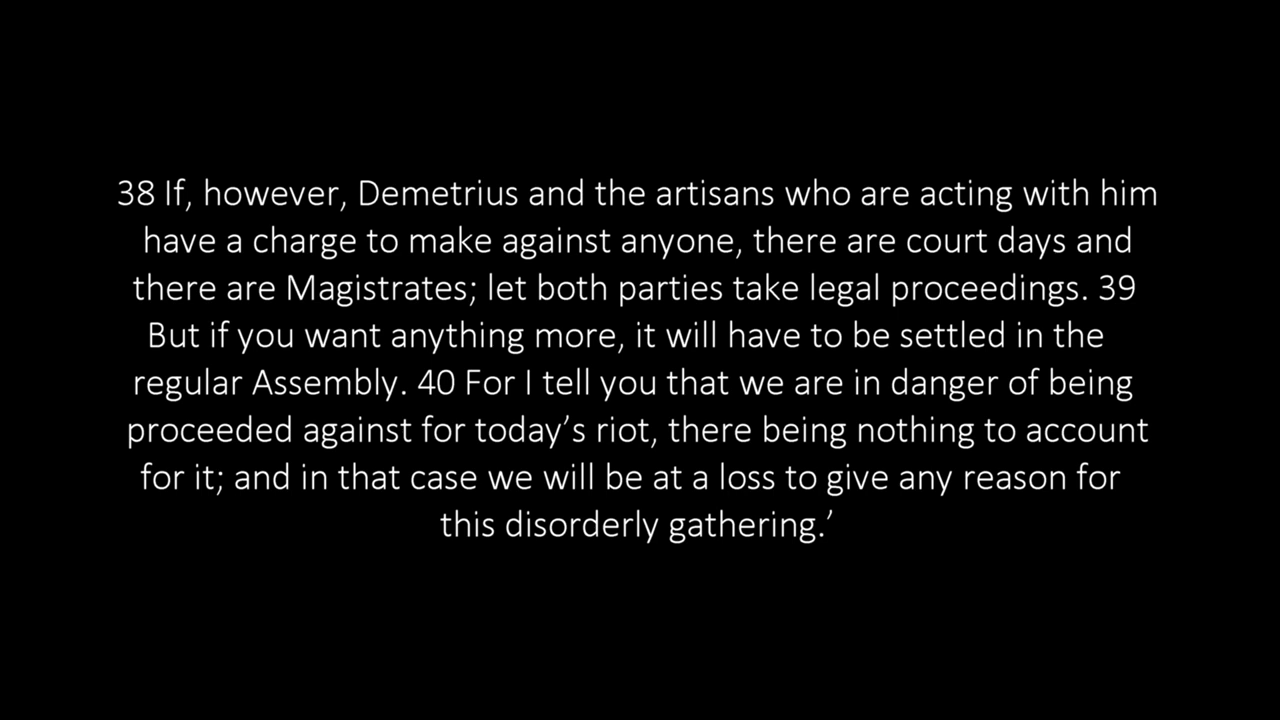 38 If, however, Demetrius and the artisans who are acting with him
have a charge to make against anyone, there are court days and
there are Magistrates; let both parties take legal proceedings. 39
But if you want anything more, it will have to be settled in the
regular Assembly. 40 For I tell you that we are in danger of being
proceeded against for today’s riot, there being nothing to account
for it; and in that case we will be at a loss to give any reason for
this disorderly gathering.’